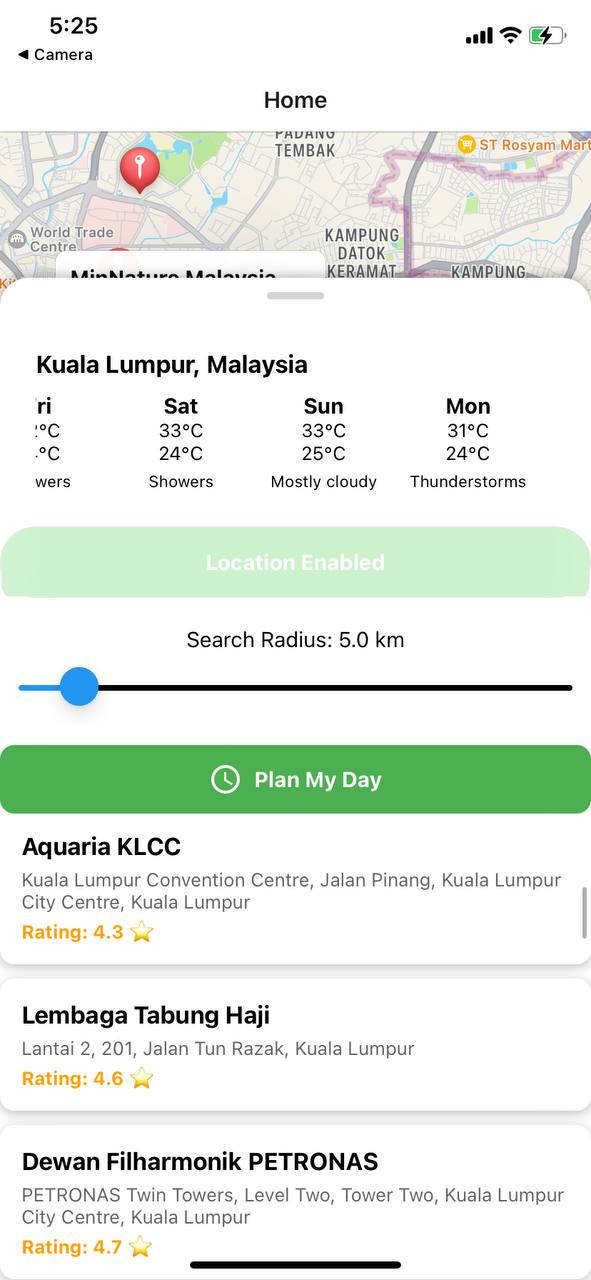 5:25
◀ Camera
Home
PADANG
TEMBAK
ST Rosyam Mart
World Trade
Centre
KAMPUNG
DATOK
KERAMAT
KAMPUNG
MinNature Malaysia
Kuala Lumpur, Malaysia
ri Sat Sun Mon
°C 33°C 33°C 31°C
°C 24°C 25°C 24°C
wers Showers Mostly cloudy Thunderstorms
Location Enabled
Search Radius: 5.0 km
Plan My Day
Aquaria KLCC
Kuala Lumpur Convention Centre, Jalan Pinang, Kuala Lumpur
City Centre, Kuala Lumpur
Rating: 4.3 ⭐
Lembaga Tabung Haji
Lantai 2, 201, Jalan Tun Razak, Kuala Lumpur
Rating: 4.6 ⭐
Dewan Filharmonik PETRONAS
PETRONAS Twin Towers, Level Two, Tower Two, Kuala Lumpur
City Centre, Kuala Lumpur
Rating: 4.7 ⭐